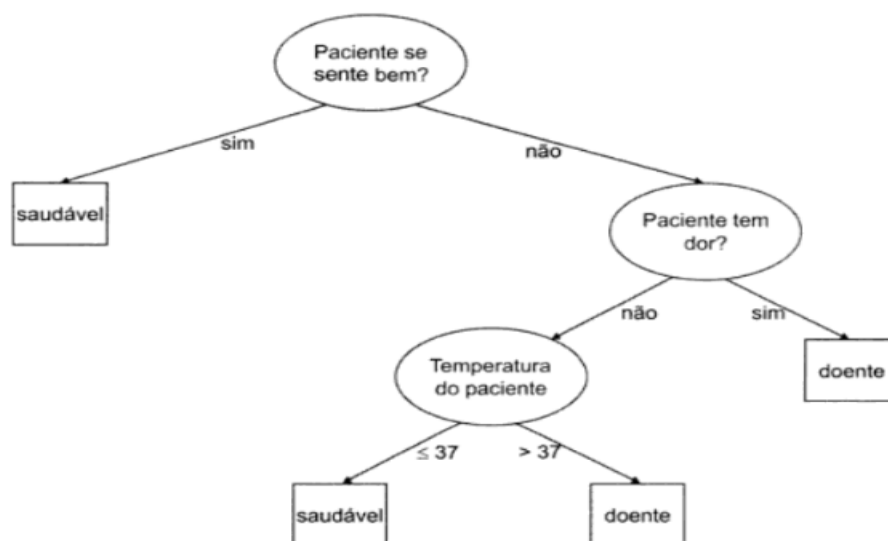 Paciente se
sente bem?
sim
não
saudável
Paciente tem
dor?
não
sim
Temperatura
do paciente
doente
≤ 37
> 37
saudável
doente